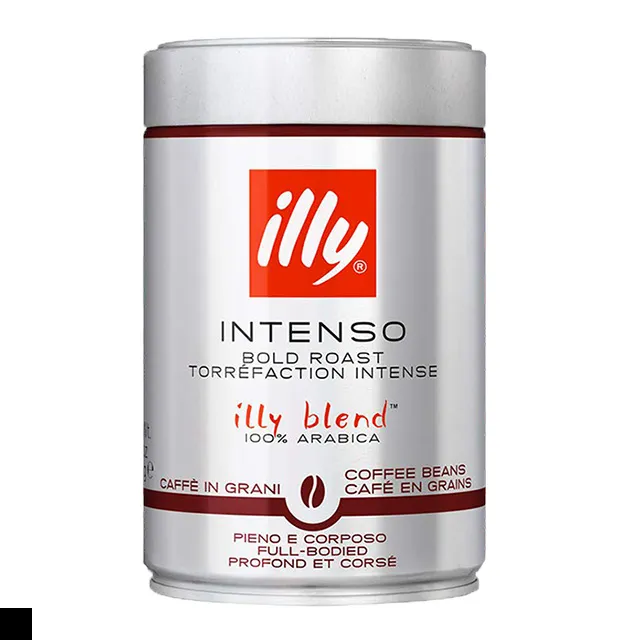 illy®
INTENSO
BOLD ROAST
TORRÉFACTION INTENSE
illy blend™
100% ARABICA
CAFFÈ IN GRANI
COFFEE BEANS
CAFÉ EN GRAINS
PIENO E CORPOSO
FULL-BODIED
PROFOND ET CORSÉ